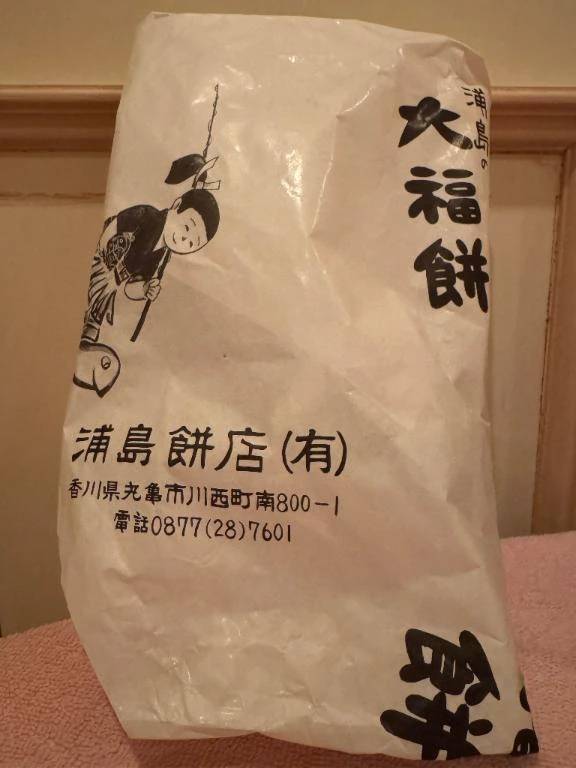 浦島の
大福餅
浦島餅店(有)
香川県丸亀市川西町南800-1
電話0877(28)7601
餅